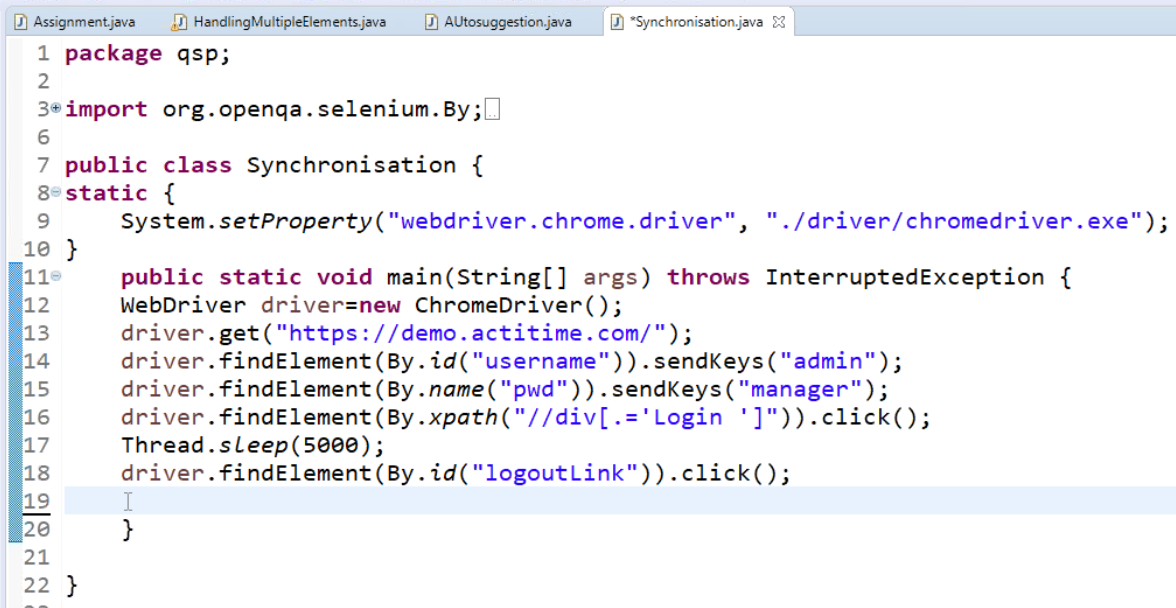 Assignment.java HandlingMultipleElements.java AUtosuggestion.java *Synchronisation.java
1 package qsp;
2
3 import org.openqa.selenium.By;
6
7 public class Synchronisation {
8 static {
9 System.setProperty("webdriver.chrome.driver", "./driver/chromedriver.exe");
10 }
11 public static void main(String[] args) throws InterruptedException {
12 WebDriver driver=new ChromeDriver();
13 driver.get("https://demo.actitime.com/");
14 driver.findElement(By.id("username")).sendKeys("admin");
15 driver.findElement(By.name("pwd")).sendKeys("manager");
16 driver.findElement(By.xpath("//div[.='Login ']")).click();
17 Thread.sleep(5000);
18 driver.findElement(By.id("logoutLink")).click();
19
20 }
21
22 }